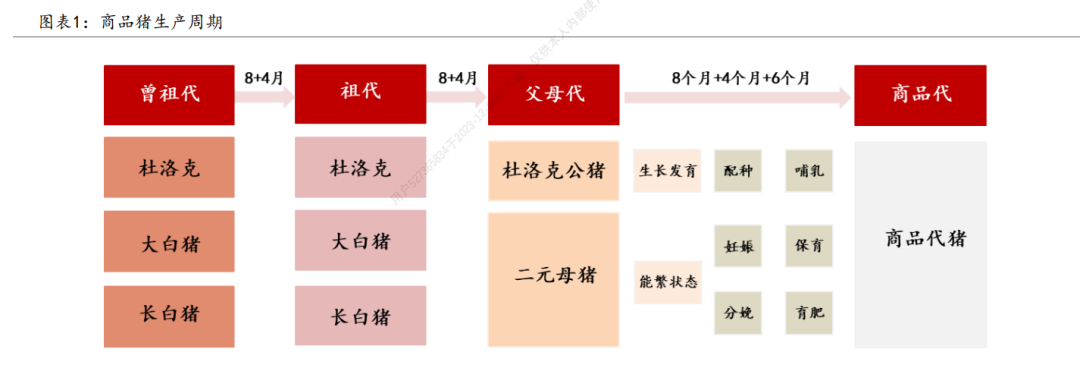 图表1：商品猪生产周期
曾祖代
8+4月
祖代
8+4月
父母代
8个月+4个月+6个月
商品代
杜洛克
杜洛克
杜洛克公猪
生长发育
配种
哺乳
大白猪
大白猪
二元母猪
能繁状态
妊娠
保育
商品代猪
长白猪
长白猪
分娩
育肥